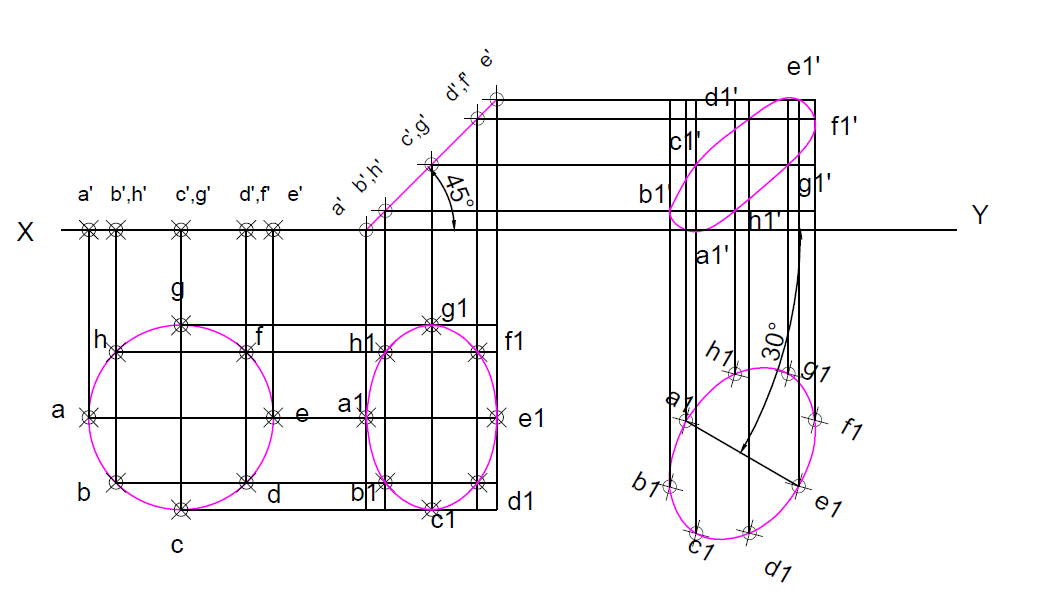 e1'
e'
d',f'
d1'
f1'
c',g'
c1'
b',h'
45°
g1'
a' b',h' c',g' d',f' e'
b1'
a'
h1'
X
Y
a1'
g
g1
h
f
h1
f1
30°
h1
g1
a
e
a1
e1
a1
f1
b
d
b1
d1
b1
e1
c
c1
c1
d1